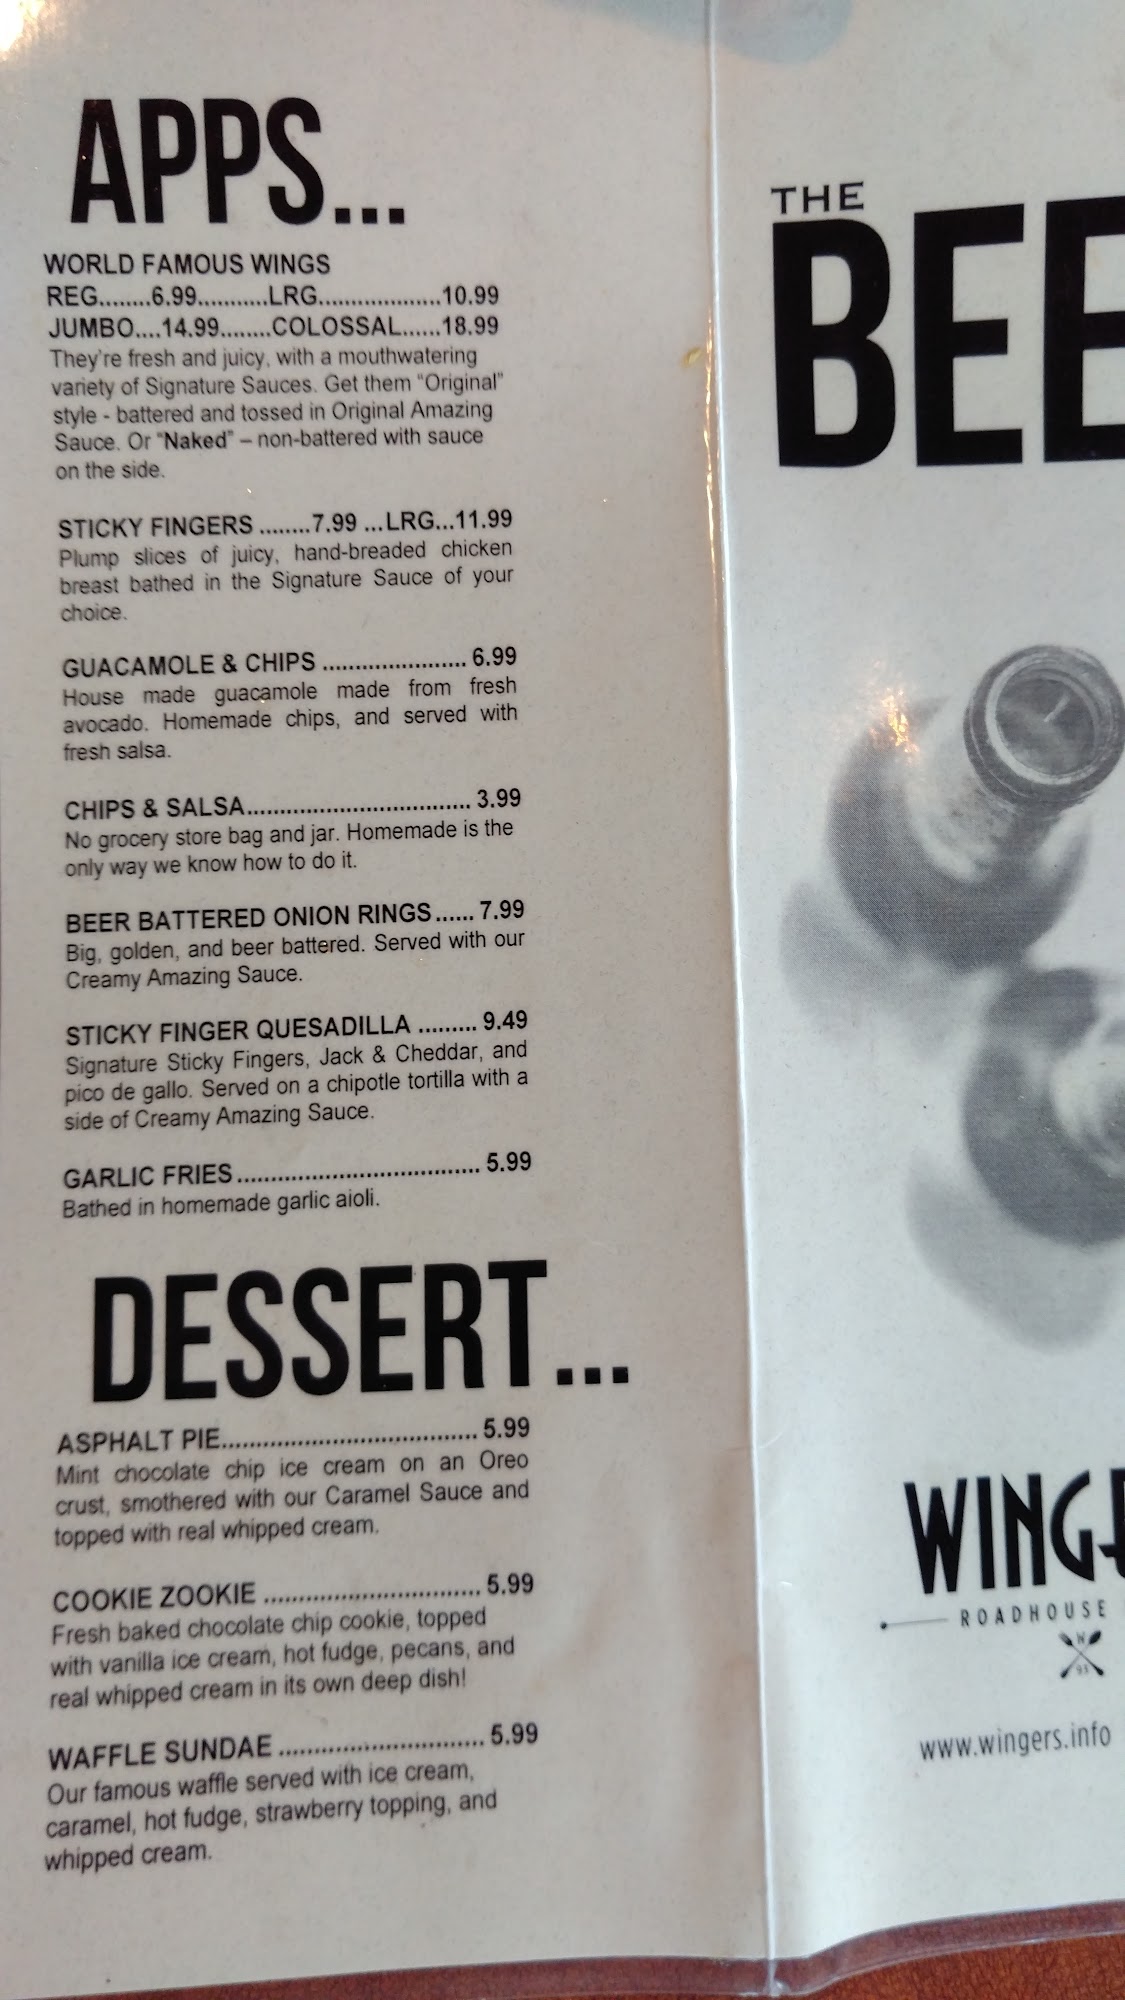 APPS...
WORLD FAMOUS WINGS
REG........6.99...........LRG...................10.99
JUMBO....14.99........COLOSSAL......18.99
They're fresh and juicy, with a mouthwatering
variety of Signature Sauces. Get them "Original"
style - battered and tossed in Original Amazing
Sauce. Or "Naked" – non-battered with sauce
on the side.
STICKY FINGERS ........7.99 ...LRG...11.99
Plump slices of juicy, hand-breaded chicken
breast bathed in the Signature Sauce of your
choice.
GUACAMOLE & CHIPS ...................... 6.99
House made guacamole made from fresh
avocado. Homemade chips, and served with
fresh salsa.
CHIPS & SALSA.................................. 3.99
No grocery store bag and jar. Homemade is the
only way we know how to do it.
BEER BATTERED ONION RINGS...... 7.99
Big, golden, and beer battered. Served with our
Creamy Amazing Sauce.
STICKY FINGER QUESADILLA ......... 9.49
Signature Sticky Fingers, Jack & Cheddar, and
pico de gallo. Served on a chipotle tortilla with a
side of Creamy Amazing Sauce.
GARLIC FRIES..................................... 5.99
Bathed in homemade garlic aioli.
DESSERT...
ASPHALT PIE...................................... 5.99
Mint chocolate chip ice cream on an Oreo
crust, smothered with our Caramel Sauce and
topped with real whipped cream.
COOKIE ZOOKIE ................................ 5.99
Fresh baked chocolate chip cookie, topped
with vanilla ice cream, hot fudge, pecans, and
real whipped cream in its own deep dish!
WAFFLE SUNDAE .............................. 5.99
Our famous waffle served with ice cream,
caramel, hot fudge, strawberry topping, and
whipped cream.
THE
BEE
WINGE
ROADHOUSE
W
93
www.wingers.info